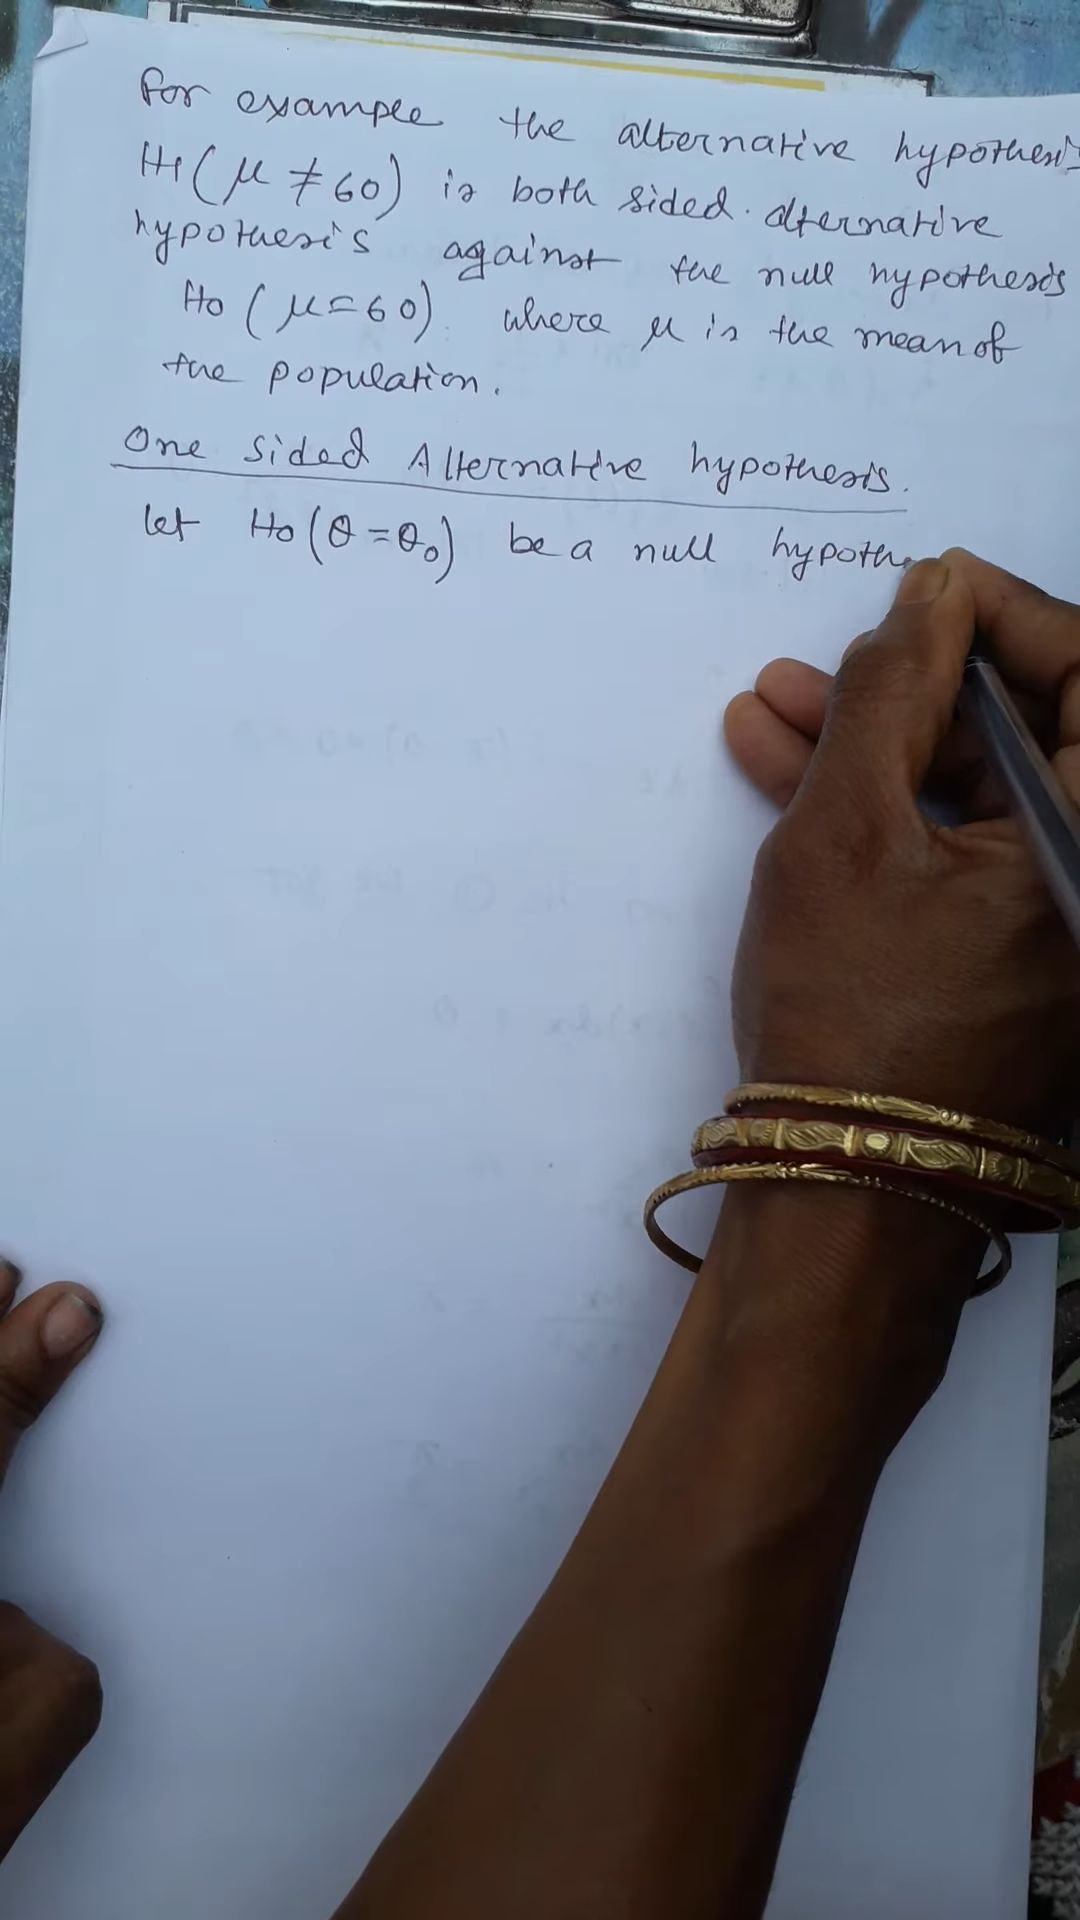 For example the alternative hypothesis
H1(μ ≠ 60) is both sided. alternative
hypothesis against the null hypothesis
Ho (μ = 60). where μ is the mean of
the population.
One Sided Alternative hypothesis.
let Ho(θ = θ₀) be a null hypothe